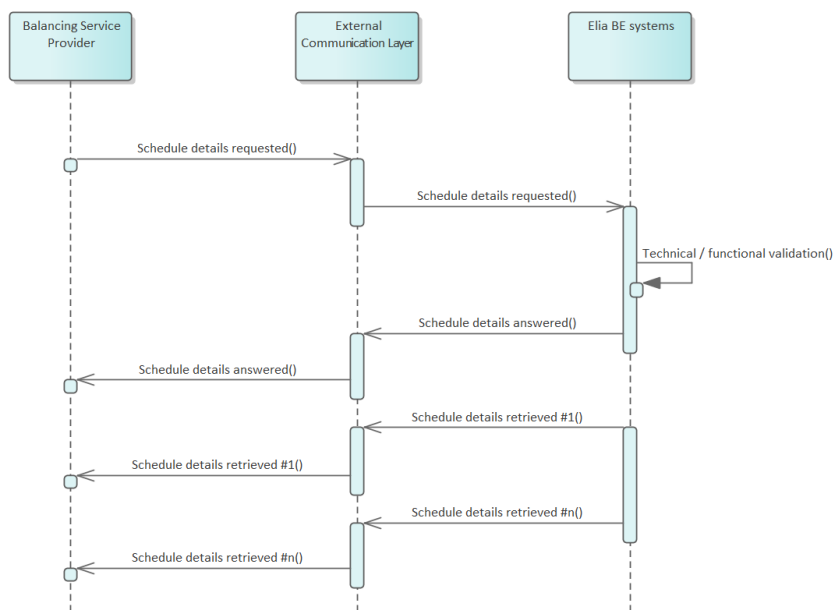 Balancing Service
Provider
External
Communication Layer
Elia BE systems
Schedule details requested()
Schedule details requested()
Technical / functional validation()
Schedule details answered()
Schedule details answered()
Schedule details retrieved #1()
Schedule details retrieved #1()
Schedule details retrieved #n()
Schedule details retrieved #n()